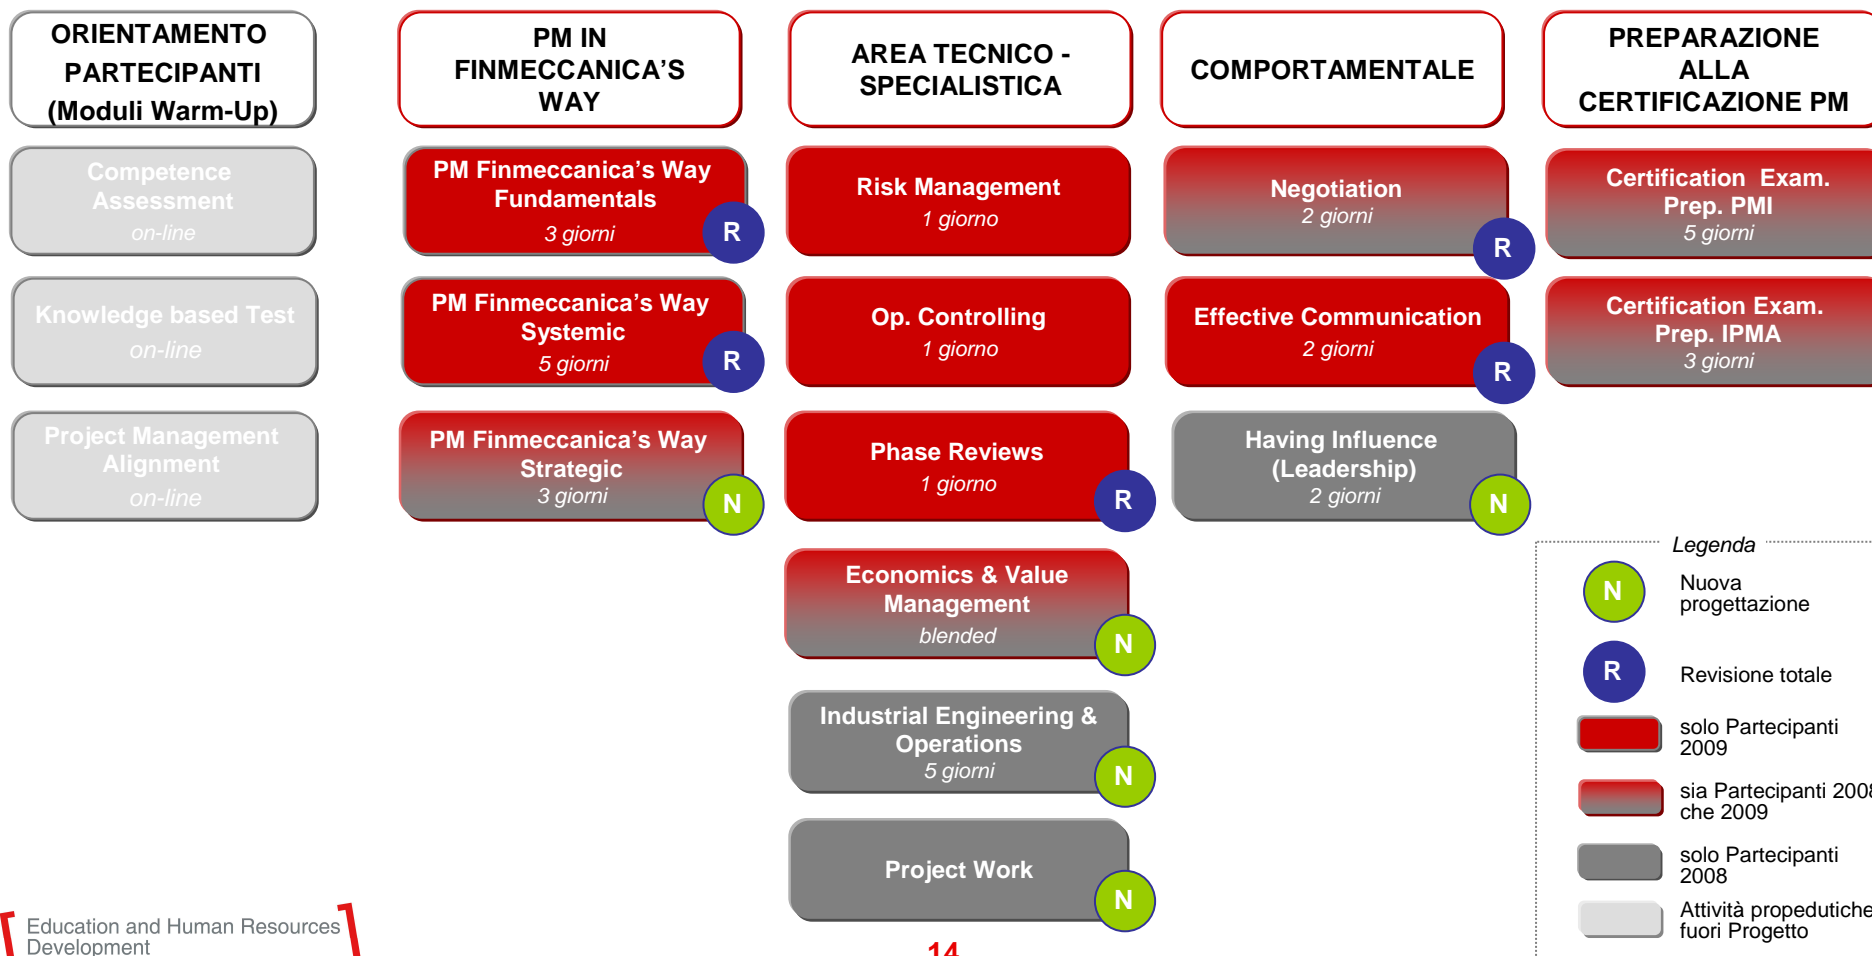 ORIENTAMENTO
PARTECIPANTI
(Moduli Warm-Up)
Competence
Assessment
on-line
Knowledge based Test
on-line
Project Management
Alignment
on-line
PM IN
FINMECCANICA’S
WAY
PM Finmeccanica’s Way
Fundamentals
3 giorni
R
PM Finmeccanica’s Way
Systemic
5 giorni
R
PM Finmeccanica’s Way
Strategic
3 giorni
N
AREA TECNICO -
SPECIALISTICA
Risk Management
1 giorno
Op. Controlling
1 giorno
Phase Reviews
1 giorno
R
Economics & Value
Management
blended
N
Industrial Engineering &
Operations
5 giorni
N
Project Work
N
COMPORTAMENTALE
Negotiation
2 giorni
R
Effective Communication
2 giorni
R
Having Influence
(Leadership)
2 giorni
N
PREPARAZIONE
ALLA
CERTIFICAZIONE PM
Certification Exam.
Prep. PMI
5 giorni
Certification Exam.
Prep. IPMA
3 giorni
Legenda
N
Nuova
progettazione
R
Revisione totale
solo Partecipanti
2009
sia Partecipanti 2008
che 2009
solo Partecipanti
2008
Attività propedutiche
fuori Progetto
Education and Human Resources
Development
14